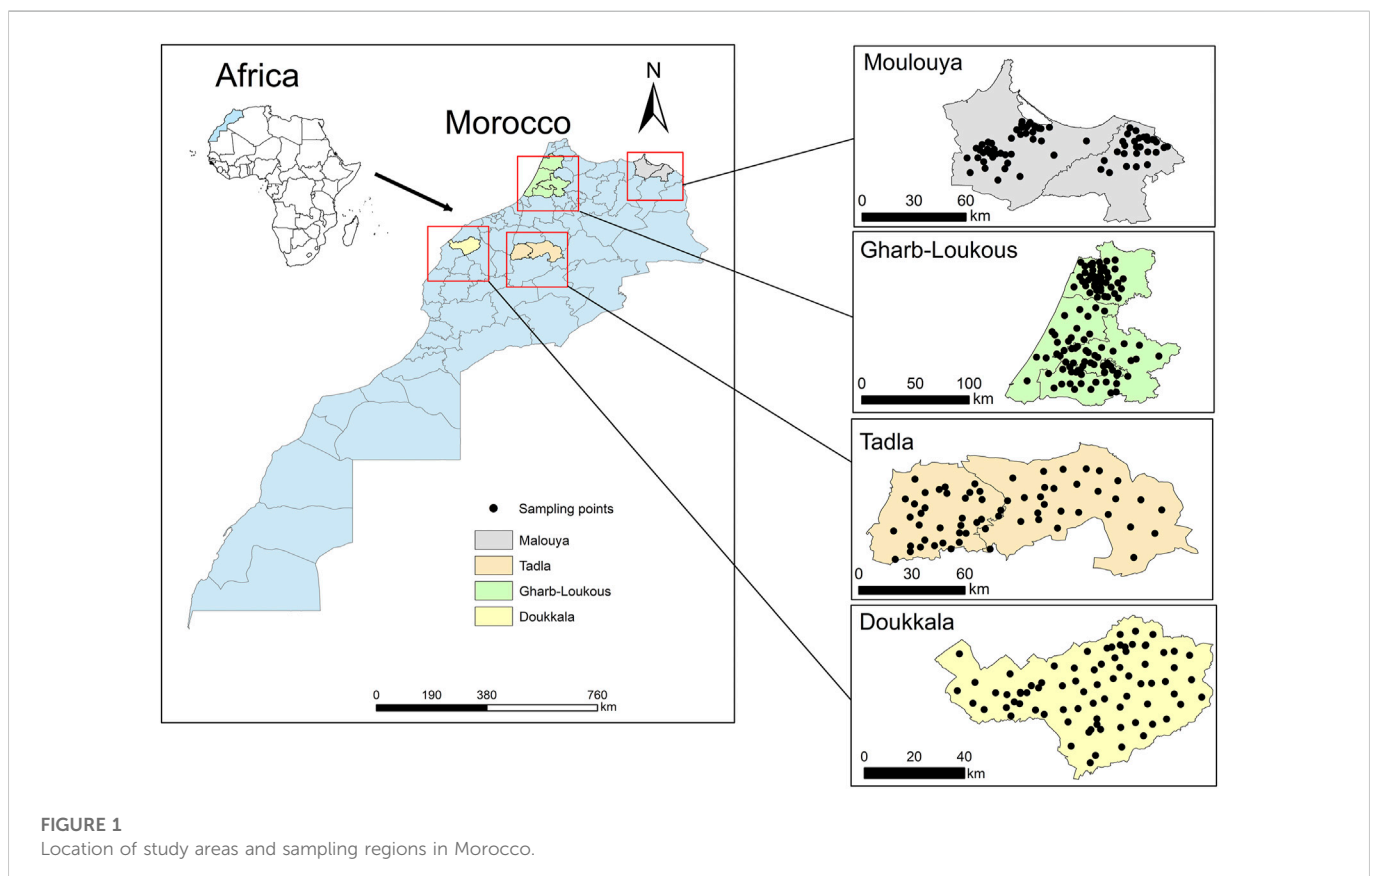 Africa
Morocco
N
Sampling points
Malouya
Tadla
Gharb-Loukous
Doukkala
0 190 380 760
km
Moulouya
0 30 60
km
Gharb-Loukous
0 50 100
km
Tadla
0 30 60
km
Doukkala
0 20 40
km
FIGURE 1
Location of study areas and sampling regions in Morocco.